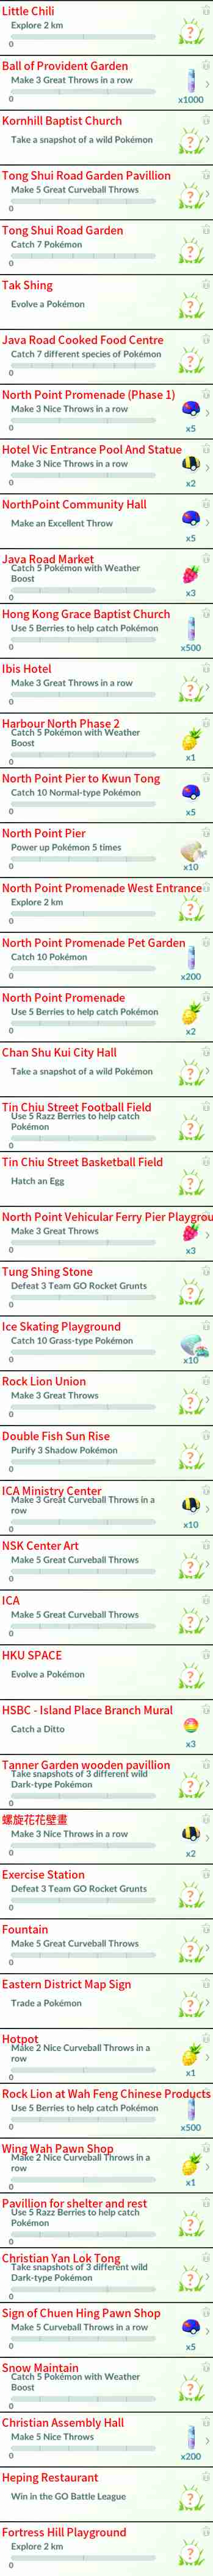 Little Chili
Explore 2 km
0
Ball of Provident Garden
Make 3 Great Throws in a row
0
x1000
Kornhill Baptist Church
Take a snapshot of a wild Pokémon
Tong Shui Road Garden Pavillion
Make 5 Great Curveball Throws
0
Tong Shui Road Garden
Catch 7 Pokémon
0
Tak Shing
Evolve a Pokémon
Java Road Cooked Food Centre
Catch 7 different species of Pokémon
0
North Point Promenade (Phase 1)
Make 3 Nice Throws in a row
0
x5
Hotel Vic Entrance Pool And Statue
Make 3 Nice Throws in a row
0
x2
NorthPoint Community Hall
Make an Excellent Throw
x5
Java Road Market
Catch 5 Pokémon with Weather
Boost
0
x3
Hong Kong Grace Baptist Church
Use 5 Berries to help catch Pokémon
0
x500
Ibis Hotel
Make 3 Great Throws in a row
0
Harbour North Phase 2
Catch 5 Pokémon with Weather
Boost
0
x1
North Point Pier to Kwun Tong
Catch 10 Normal-type Pokémon
0
x5
North Point Pier
Power up Pokémon 5 times
0
x10
North Point Promenade West Entrance
Explore 2 km
0
North Point Promenade Pet Garden
Catch 10 Pokémon
0
x200
North Point Promenade
Use 5 Berries to help catch Pokémon
0
x2
Chan Shu Kui City Hall
Take a snapshot of a wild Pokémon
Tin Chiu Street Football Field
Use 5 Razz Berries to help catch
Pokémon
0
Tin Chiu Street Basketball Field
Hatch an Egg
North Point Vehicular Ferry Pier Playgrou
Make 3 Great Throws
0
x3
Tung Shing Stone
Defeat 3 Team GO Rocket Grunts
0
Ice Skating Playground
Catch 10 Grass-type Pokémon
0
x10
Rock Lion Union
Make 3 Great Throws
0
Double Fish Sun Rise
Purify 3 Shadow Pokémon
0
ICA Ministry Center
Make 3 Great Curveball Throws in a
row
0
x10
NSK Center Art
Make 5 Great Curveball Throws
0
ICA
Make 5 Great Curveball Throws
0
HKU SPACE
Evolve a Pokémon
HSBC - Island Place Branch Mural
Catch a Ditto
x3
Tanner Garden wooden pavillion
Take snapshots of 3 different wild
Dark-type Pokémon
0
螺旋花花壁畫
Make 3 Nice Throws in a row
0
x2
Exercise Station
Defeat 3 Team GO Rocket Grunts
0
Fountain
Make 5 Great Curveball Throws
0
Eastern District Map Sign
Trade a Pokémon
Hotpot
Make 2 Nice Curveball Throws in a
row
0
x1
Rock Lion at Wah Feng Chinese Products
Use 5 Berries to help catch Pokémon
0
x500
Wing Wah Pawn Shop
Make 2 Nice Curveball Throws in a
row
0
x1
Pavillion for shelter and rest
Use 5 Razz Berries to help catch
Pokémon
0
Christian Yan Lok Tong
Take snapshots of 3 different wild
Dark-type Pokémon
0
Sign of Chuen Hing Pawn Shop
Make 5 Curveball Throws in a row
0
x5
Snow Maintain
Catch 5 Pokémon with Weather
Boost
0
Christian Assembly Hall
Make 5 Nice Throws
0
x200
Heping Restaurant
Win in the GO Battle League
Fortress Hill Playground
Explore 2 km
0